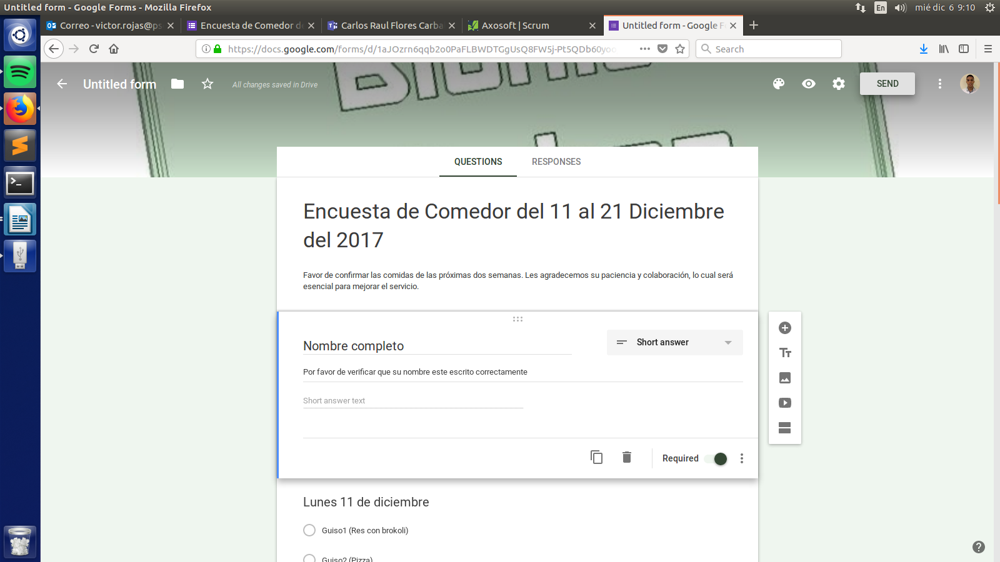 Untitled form - Google Forms - Mozilla Firefox
En
mié dic 6 9:10
Correo - victor.rojas@ps
Encuesta de Comedor de
Carlos Raul Flores Carba
Axosoft | Scrum
Untitled form - Google F
https://docs.google.com/forms/d/1aJOzrn6qqb2o0PaFLBWDTGgUsQ8FW5j-Pt5QDb60yoo
Search
Untitled form
All changes saved in Drive
SEND
QUESTIONS
RESPONSES
Encuesta de Comedor del 11 al 21 Diciembre
del 2017
Favor de confirmar las comidas de las próximas dos semanas. Les agradecemos su paciencia y colaboración, lo cual será
esencial para mejorar el servicio.
Nombre completo
Short answer
Por favor de verificar que su nombre este escrito correctamente
Short answer text
Required
Lunes 11 de diciembre
Guiso1 (Res con brokoli)
Guiso2 (Pizza)